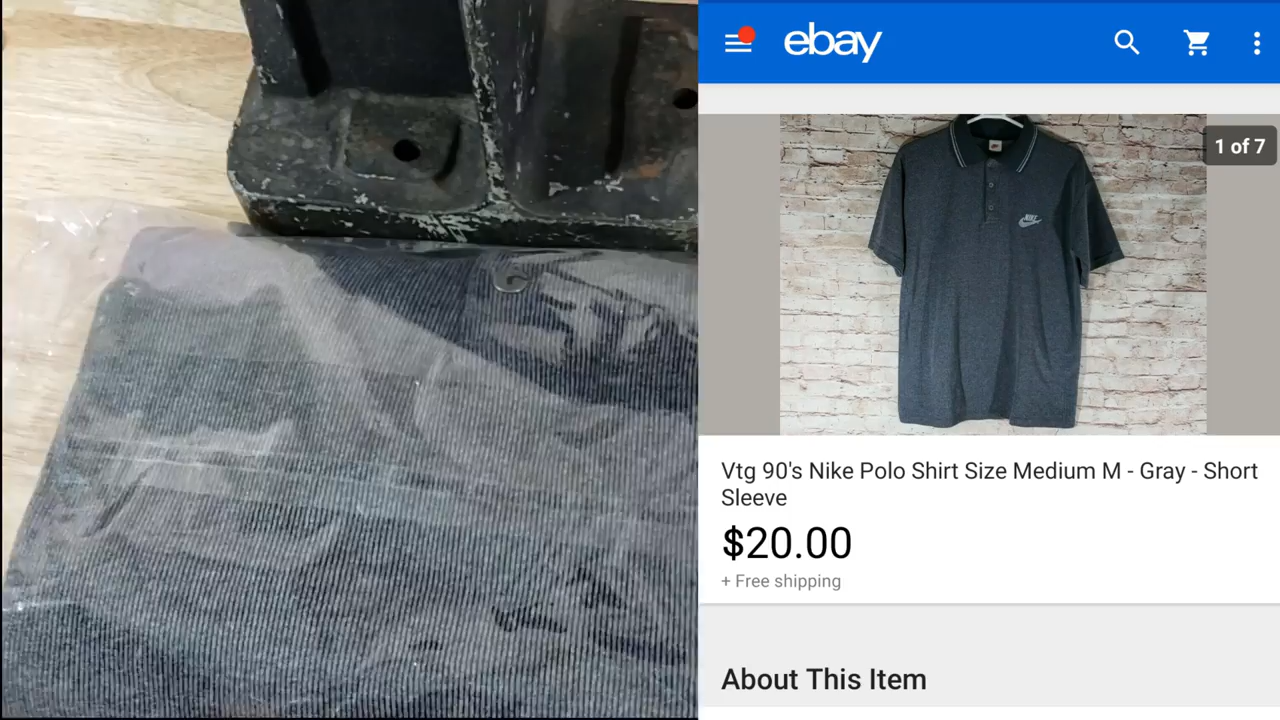 ebay
1 of 7
NIKE
Vtg 90's Nike Polo Shirt Size Medium M - Gray - Short
Sleeve
$20.00
+ Free shipping
About This Item